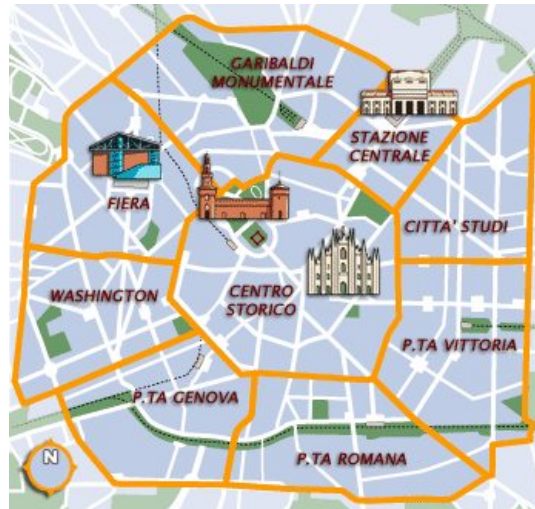 GARIBALDI
MONUMENTALE
STAZIONE
CENTRALE
FIERA
CITTA' STUDI
WASHINGTON
CENTRO
STORICO
P.TA VITTORIA
P.TA GENOVA
P.TA ROMANA
N